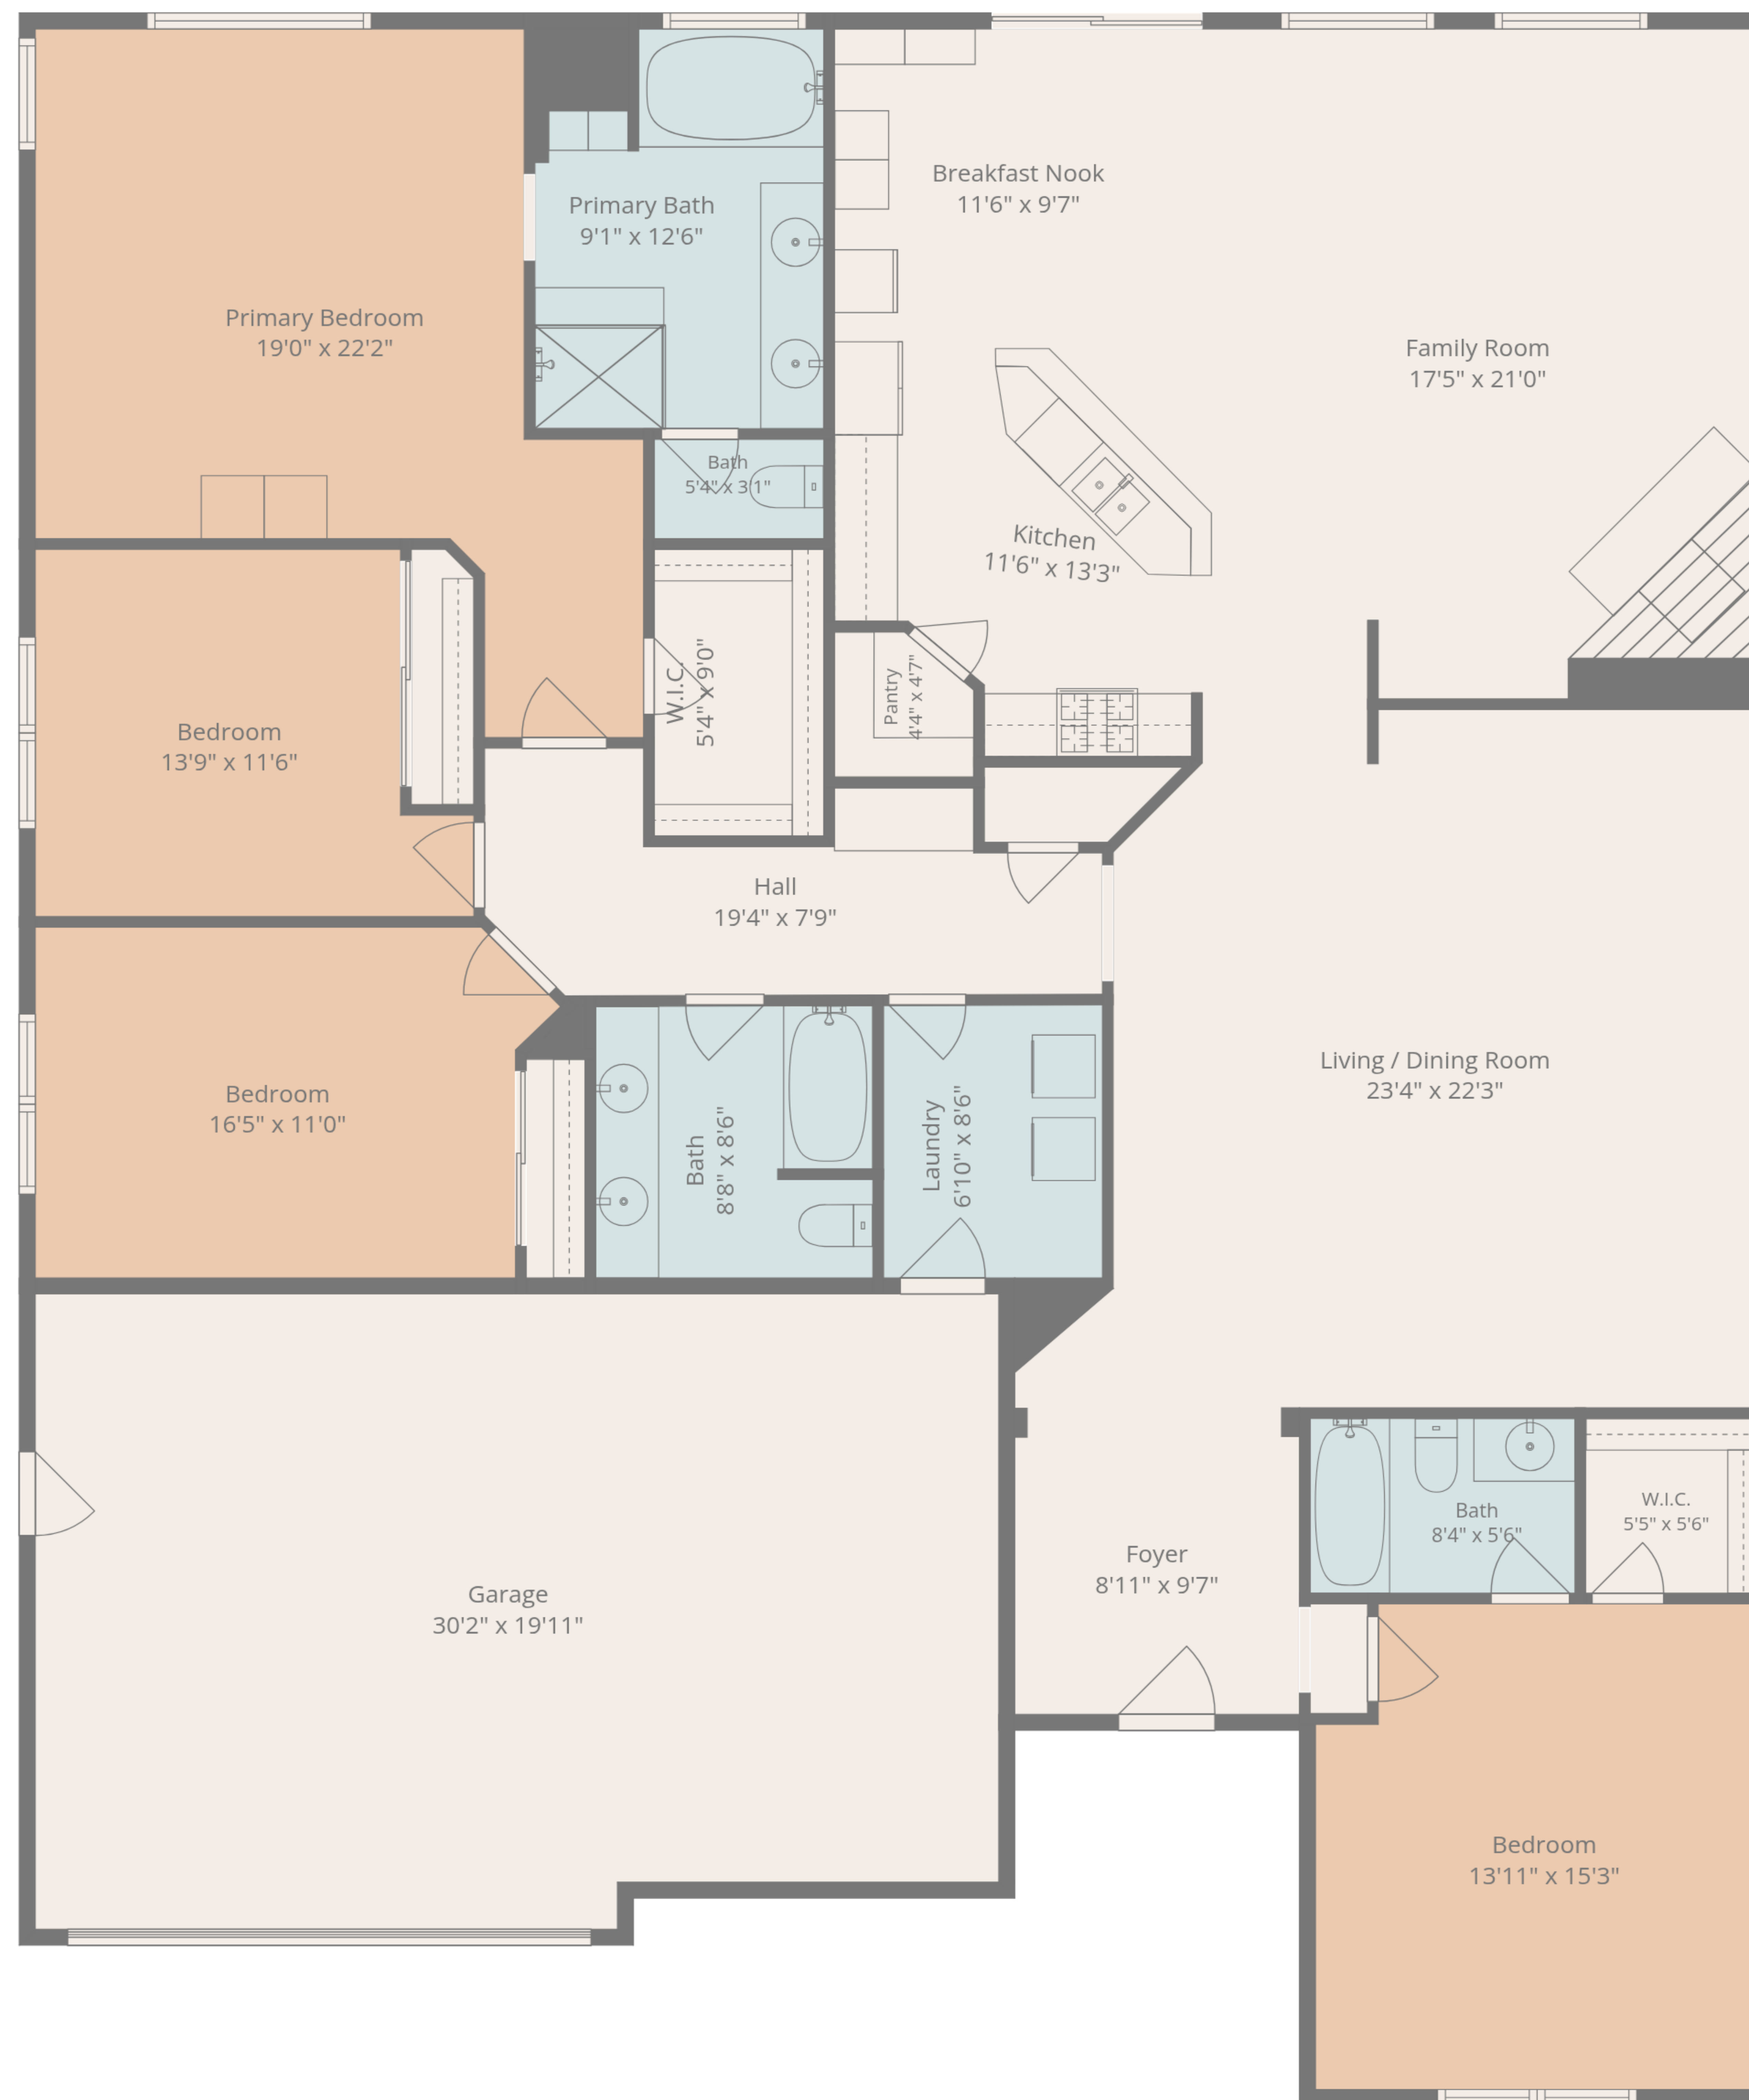 Breakfast Nook
11'6" x 9'7"
Primary Bath
9'1" x 12'6"
Primary Bedroom
19'0" x 22'2"
Family Room
17'5" x 21'0"
Bath
5'4" x 3'1"
Kitchen
11'6" x 13'3"
W.I.C.
5'4" x 9'0"
Pantry
4'4" x 4'7"
Bedroom
13'9" x 11'6"
Hall
19'4" x 7'9"
Living / Dining Room
23'4" x 22'3"
Bedroom
16'5" x 11'0"
Bath
8'8" x 8'6"
Laundry
6'10" x 8'6"
W.I.C.
5'5" x 5'6"
Bath
8'4" x 5'6"
Foyer
8'11" x 9'7"
Garage
30'2" x 19'11"
Bedroom
13'11" x 15'3"